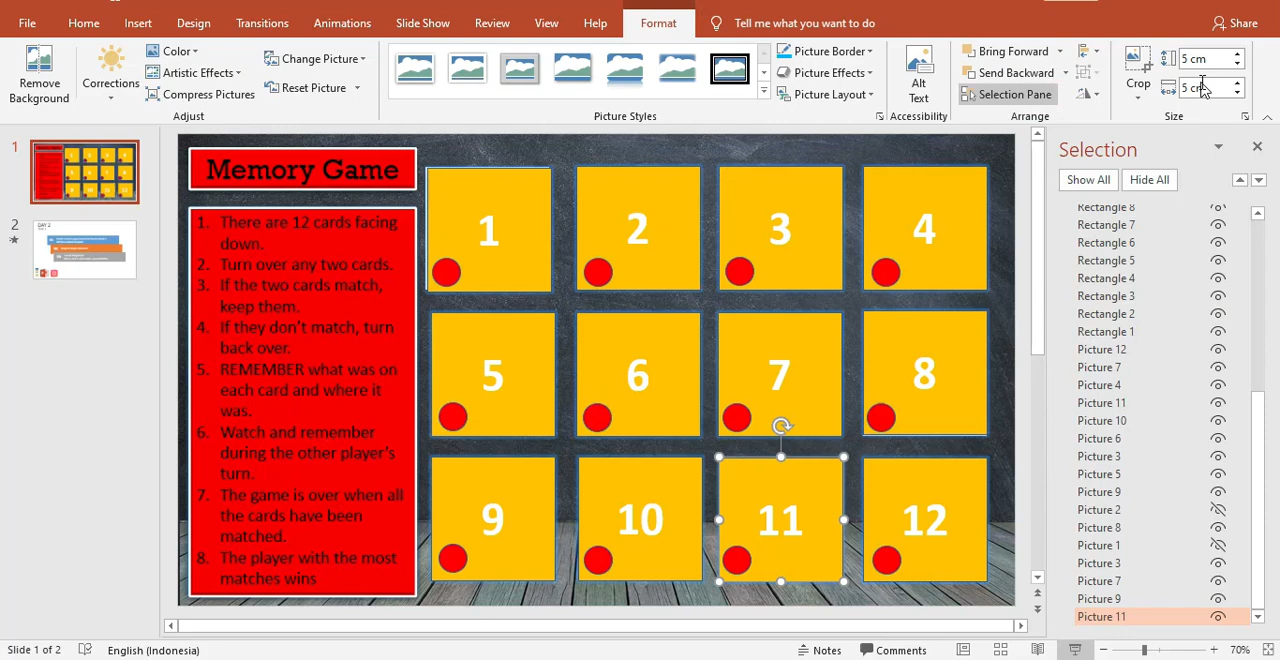 File Home Insert Design Transitions Animations Slide Show Review View Help Format Tell me what you want to do Share
Remove Background
Corrections
Color
Artistic Effects
Compress Pictures
Change Picture
Reset Picture
Adjust
Picture Styles
Picture Border
Picture Effects
Picture Layout
Alt Text
Accessibility
Bring Forward
Send Backward
Selection Pane
Arrange
Crop
5 cm
5 cm
Size
1
2
Memory Game
1. There are 12 cards facing
down.
2. Turn over any two cards.
3. If the two cards match,
keep them.
4. If they don't match, turn
back over.
5. REMEMBER what was on
each card and where it
was.
6. Watch and remember
during the other player's
turn.
7. The game is over when all
the cards have been
matched.
8. The player with the most
matches wins
1 2 3 4
5 6 7 8
9 10 11 12
Selection
Show All Hide All
Rectangle 8
Rectangle 7
Rectangle 6
Rectangle 5
Rectangle 4
Rectangle 3
Rectangle 2
Rectangle 1
Picture 12
Picture 7
Picture 4
Picture 11
Picture 10
Picture 6
Picture 3
Picture 5
Picture 9
Picture 2
Picture 8
Picture 1
Picture 3
Picture 7
Picture 9
Picture 11
Slide 1 of 2 English (Indonesia) Notes Comments 70%